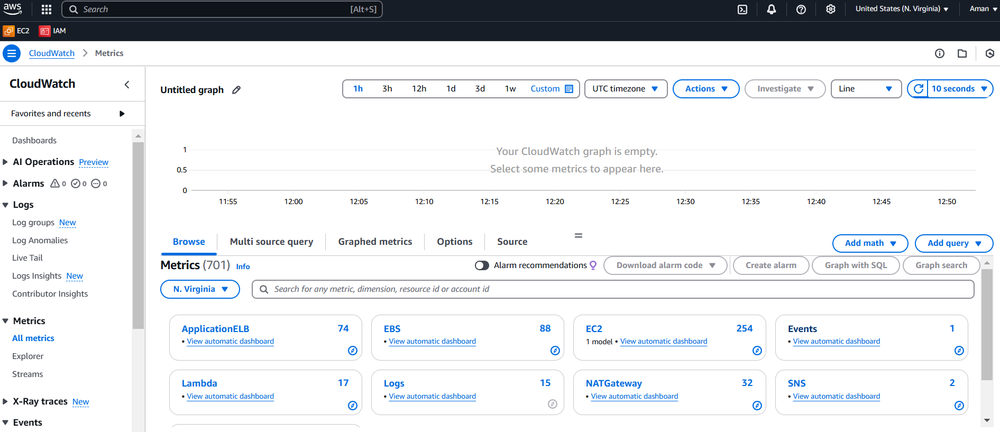 aws
Search [Alt+S]
United States (N. Virginia)
Aman
EC2 IAM
CloudWatch > Metrics
CloudWatch
Favorites and recents
Dashboards
AI Operations Preview
Alarms 0 0 0
Logs
Log groups New
Log Anomalies
Live Tail
Logs Insights New
Contributor Insights
Metrics
All metrics
Explorer
Streams
X-Ray traces New
Events
Untitled graph
1h 3h 12h 1d 3d 1w Custom
UTC timezone
Actions
Investigate
Line
10 seconds
Your CloudWatch graph is empty.
Select some metrics to appear here.
1
0.5
0
11:55 12:00 12:05 12:10 12:15 12:20 12:25 12:30 12:35 12:40 12:45 12:50
Browse Multi source query Graphed metrics Options Source
Add math Add query
Metrics (701) Info
Alarm recommendations
Download alarm code
Create alarm
Graph with SQL
Graph search
N. Virginia
Search for any metric, dimension, resource id or account id
ApplicationELB 74
• View automatic dashboard
EBS 88
• View automatic dashboard
EC2 254
1 model • View automatic dashboard
Events 1
• View automatic dashboard
Lambda 17
• View automatic dashboard
Logs 15
• View automatic dashboard
NATGateway 32
• View automatic dashboard
SNS 2
• View automatic dashboard